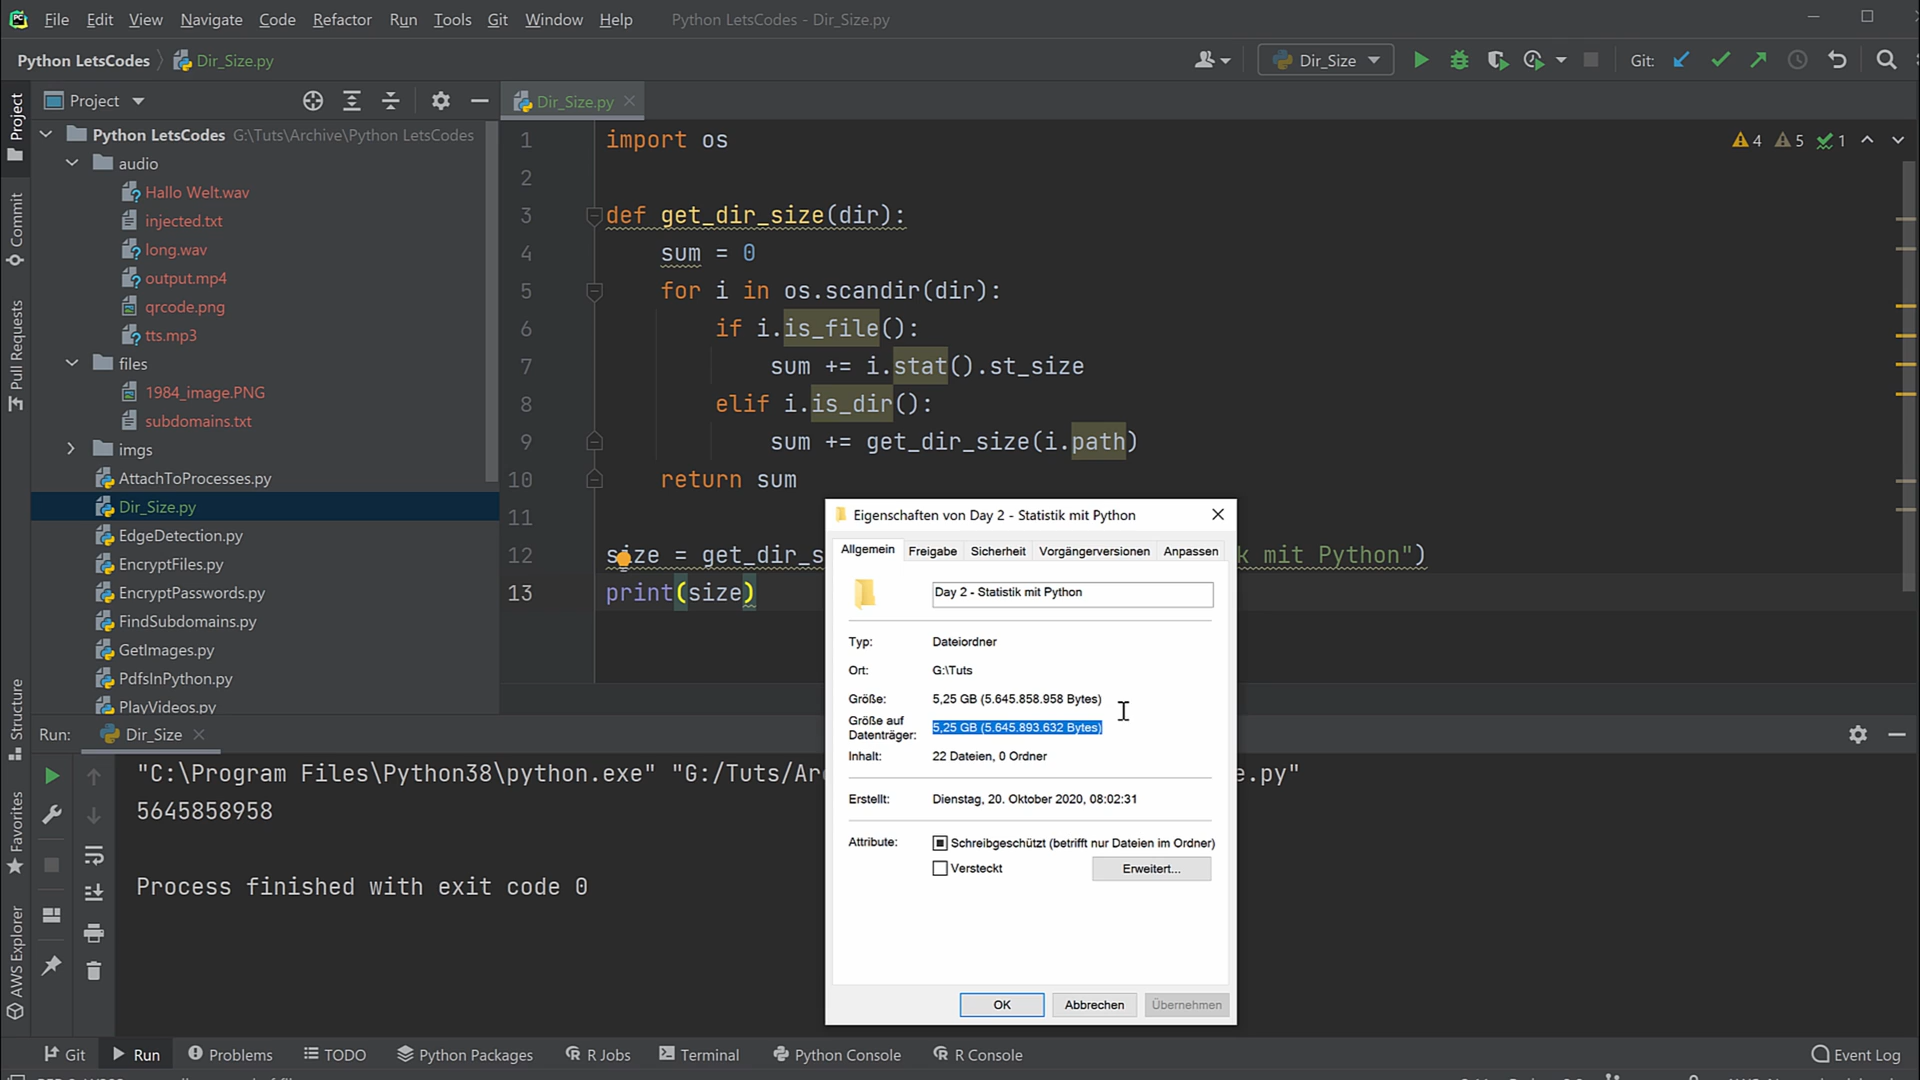 File Edit View Navigate Code Refactor Run Tools Git Window Help Python LetsCodes - Dir_Size.py
Python LetsCodes Dir_Size.py
Dir_Size Git:
Project
Dir_Size.py
Project
Commit
Pull Requests
Structure
Favorites
AWS Explorer
Python LetsCodes G:\Tuts\Archive\Python LetsCodes
audio
Hallo Welt.wav
injected.txt
long.wav
output.mp4
qrcode.png
tts.mp3
files
1984_image.PNG
subdomains.txt
imgs
AttachToProcesses.py
Dir_Size.py
EdgeDetection.py
EncryptFiles.py
EncryptPasswords.py
FindSubdomains.py
GetImages.py
PdfsInPython.py
PlayVideos.py
4 5 1
1 import os
2
3 def get_dir_size(dir):
4 sum = 0
5 for i in os.scandir(dir):
6 if i.is_file():
7 sum += i.stat().st_size
8 elif i.is_dir():
9 sum += get_dir_size(i.path)
10 return sum
11
12 size = get_dir_s k mit Python")
13 print(size)
Eigenschaften von Day 2 - Statistik mit Python
Allgemein Freigabe Sicherheit Vorgängerversionen Anpassen
Day 2 - Statistik mit Python
Typ: Dateiordner
Ort: G:\Tuts
Größe: 5,25 GB (5.645.858.958 Bytes)
Größe auf Datenträger: 5,25 GB (5.645.893.632 Bytes)
Inhalt: 22 Dateien, 0 Ordner
Erstellt: Dienstag, 20. Oktober 2020, 08:02:31
Attribute: Schreibgeschützt (betrifft nur Dateien im Ordner)
Versteckt Erweitert...
OK Abbrechen Übernehmen
Run: Dir_Size
"C:\Program Files\Python38\python.exe" "G:/Tuts/Ar e.py"
5645858958
Process finished with exit code 0
Git Run Problems TODO Python Packages R Jobs Terminal Python Console R Console Event Log